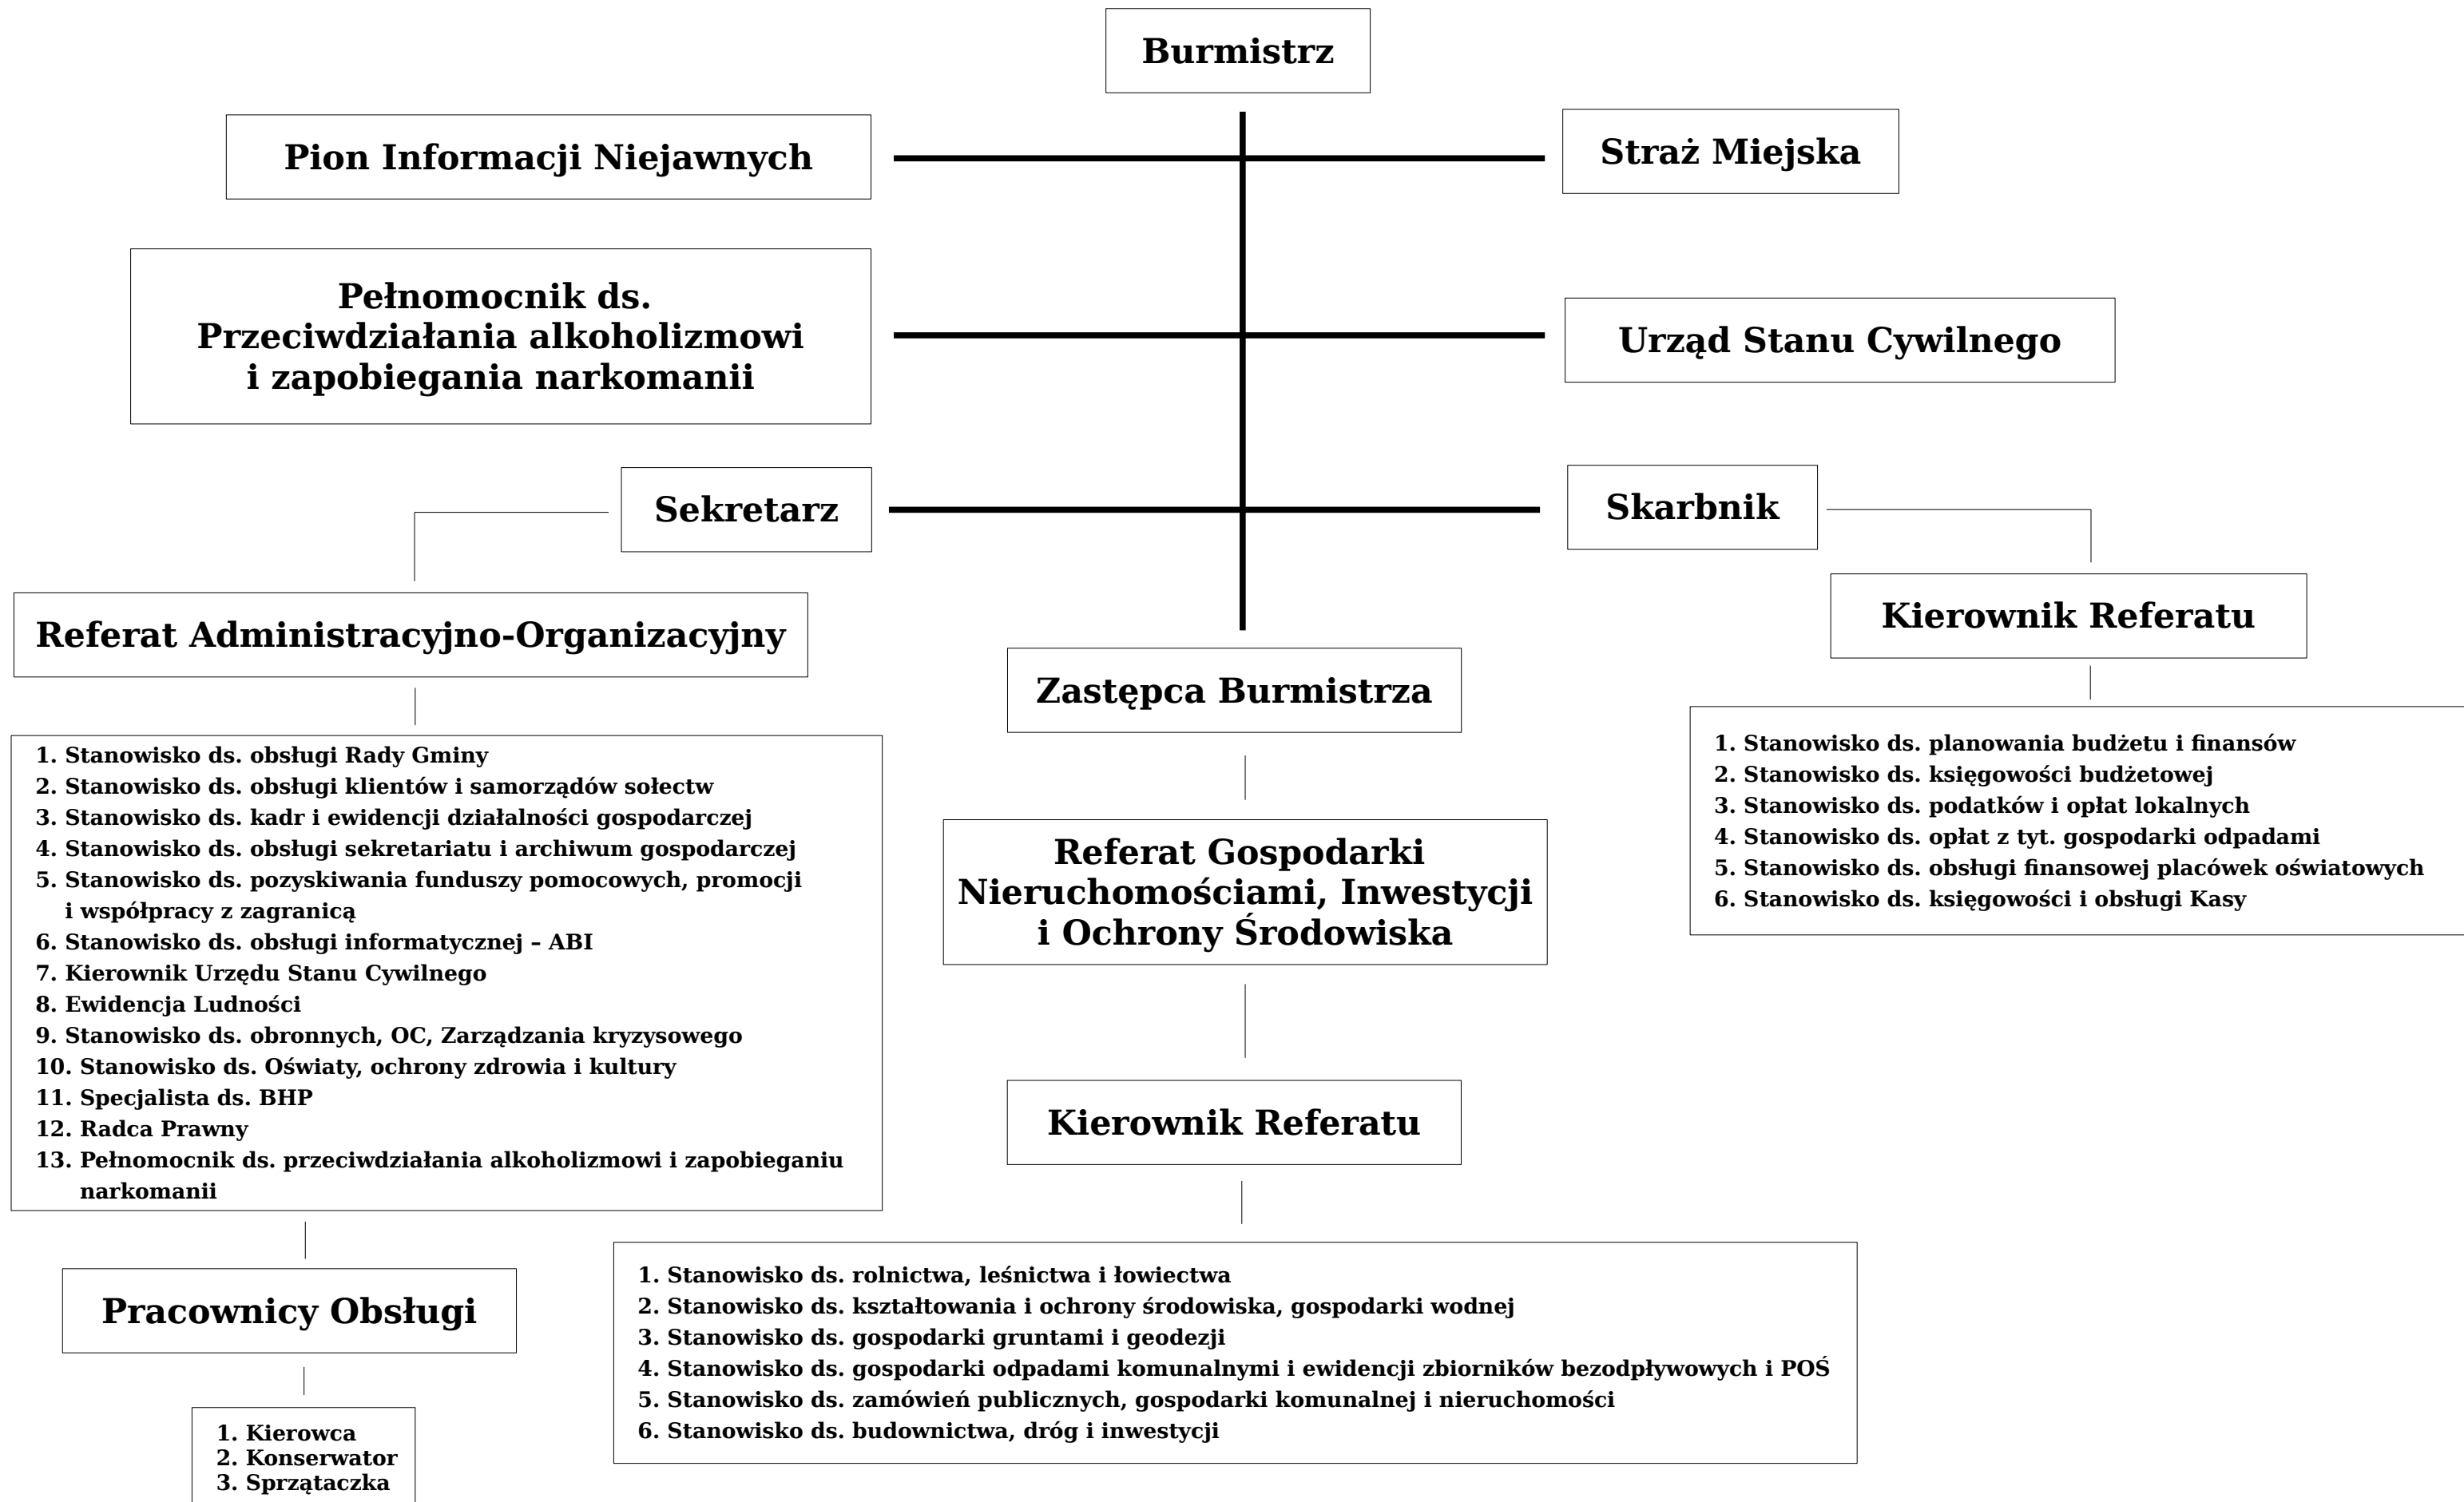 Burmistrz
Pion Informacji Niejawnych
Straż Miejska
Pełnomocnik ds.
Przeciwdziałania alkoholizmowi
i zapobiegania narkomanii
Urząd Stanu Cywilnego
Sekretarz
Skarbnik
Referat Administracyjno-Organizacyjny
1. Stanowisko ds. obsługi Rady Gminy
2. Stanowisko ds. obsługi klientów i samorządów sołectw
3. Stanowisko ds. kadr i ewidencji działalności gospodarczej
4. Stanowisko ds. obsługi sekretariatu i archiwum gospodarczej
5. Stanowisko ds. pozyskiwania funduszy pomocowych, promocji
i współpracy z zagranicą
6. Stanowisko ds. obsługi informatycznej – ABI
7. Kierownik Urzędu Stanu Cywilnego
8. Ewidencja Ludności
9. Stanowisko ds. obronnych, OC, Zarządzania kryzysowego
10. Stanowisko ds. Oświaty, ochrony zdrowia i kultury
11. Specjalista ds. BHP
12. Radca Prawny
13. Pełnomocnik ds. przeciwdziałania alkoholizmowi i zapobieganiu
narkomanii
Pracownicy Obsługi
1. Kierowca
2. Konserwator
3. Sprzątaczka
Zastępca Burmistrza
Referat Gospodarki
Nieruchomościami, Inwestycji
i Ochrony Środowiska
Kierownik Referatu
1. Stanowisko ds. rolnictwa, leśnictwa i łowiectwa
2. Stanowisko ds. kształtowania i ochrony środowiska, gospodarki wodnej
3. Stanowisko ds. gospodarki gruntami i geodezji
4. Stanowisko ds. gospodarki odpadami komunalnymi i ewidencji zbiorników bezodpływowych i POŚ
5. Stanowisko ds. zamówień publicznych, gospodarki komunalnej i nieruchomości
6. Stanowisko ds. budownictwa, dróg i inwestycji
Kierownik Referatu
1. Stanowisko ds. planowania budżetu i finansów
2. Stanowisko ds. księgowości budżetowej
3. Stanowisko ds. podatków i opłat lokalnych
4. Stanowisko ds. opłat z tyt. gospodarki odpadami
5. Stanowisko ds. obsługi finansowej placówek oświatowych
6. Stanowisko ds. księgowości i obsługi Kasy